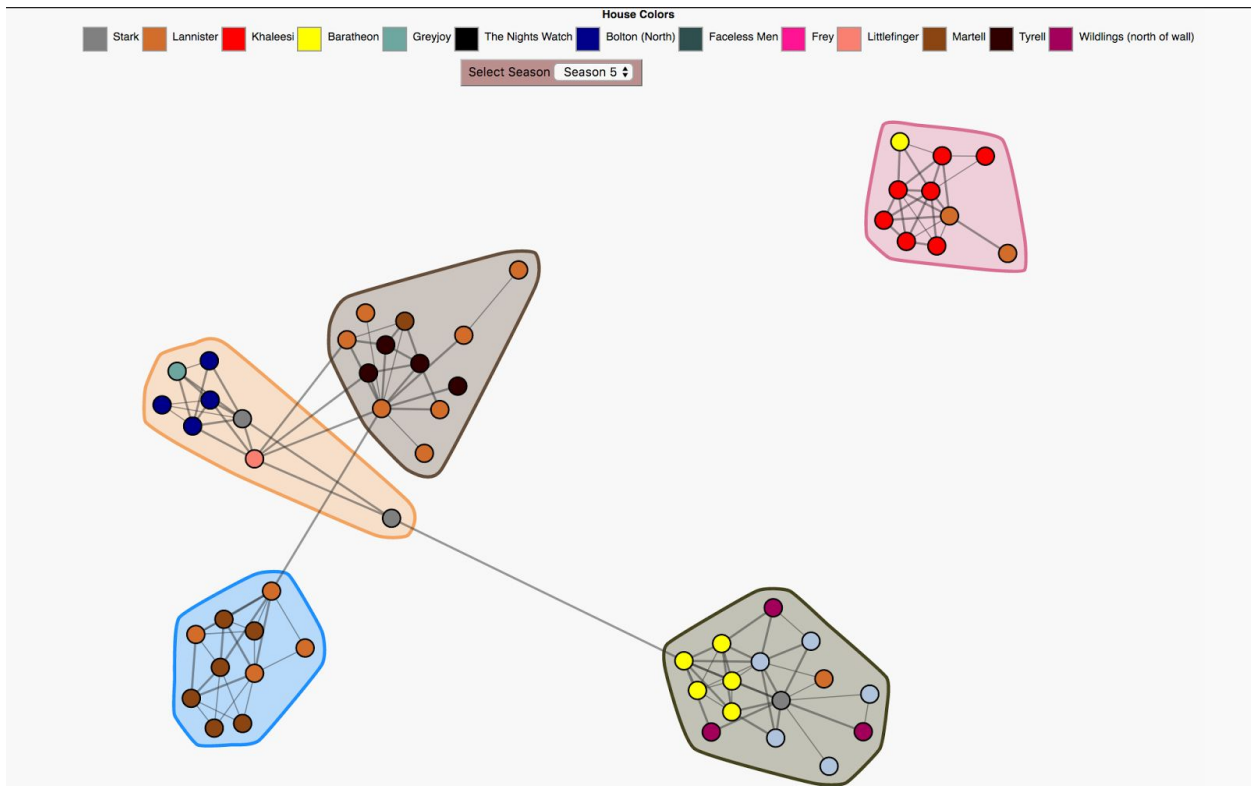 House Colors
Stark Lannister Khaleesi Baratheon Greyjoy The Nights Watch Bolton (North) Faceless Men Frey Littlefinger Martell Tyrell Wildlings (north of wall)
Select Season Season 5